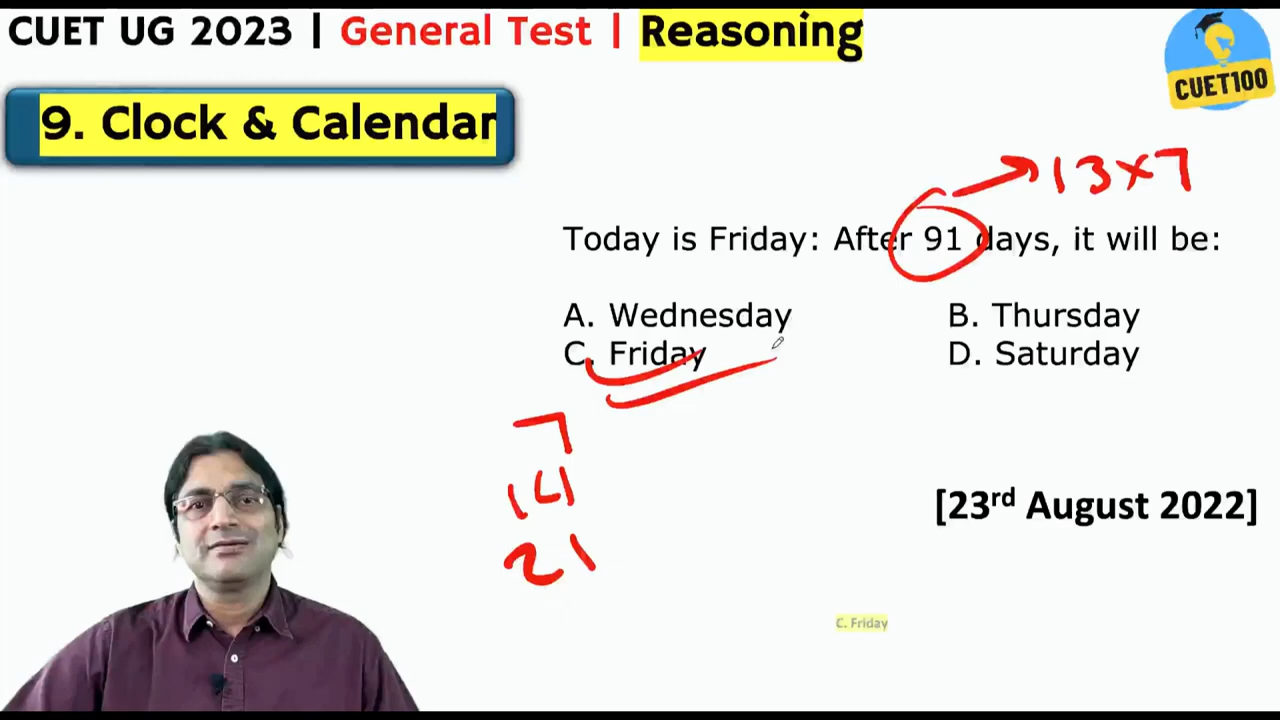 CUET UG 2023 | General Test | Reasoning
CUET100
9. Clock & Calendar
13×7
Today is Friday: After 91 days, it will be:
A. Wednesday
B. Thursday
C. Friday
D. Saturday
7
14
21
[23rd August 2022]
C. Friday